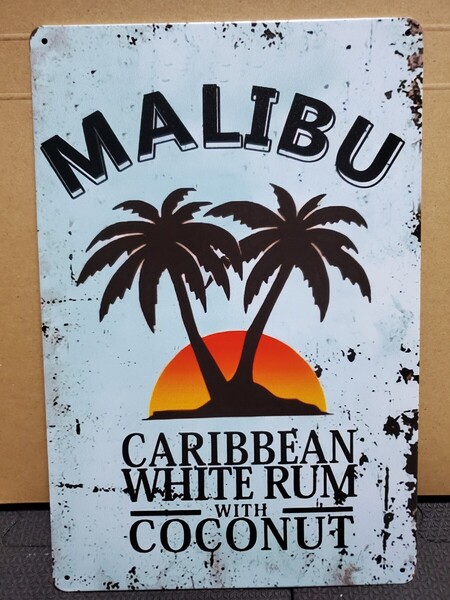 MALIBU
CARIBBEAN
WHITE RUM
WITH
COCONUT